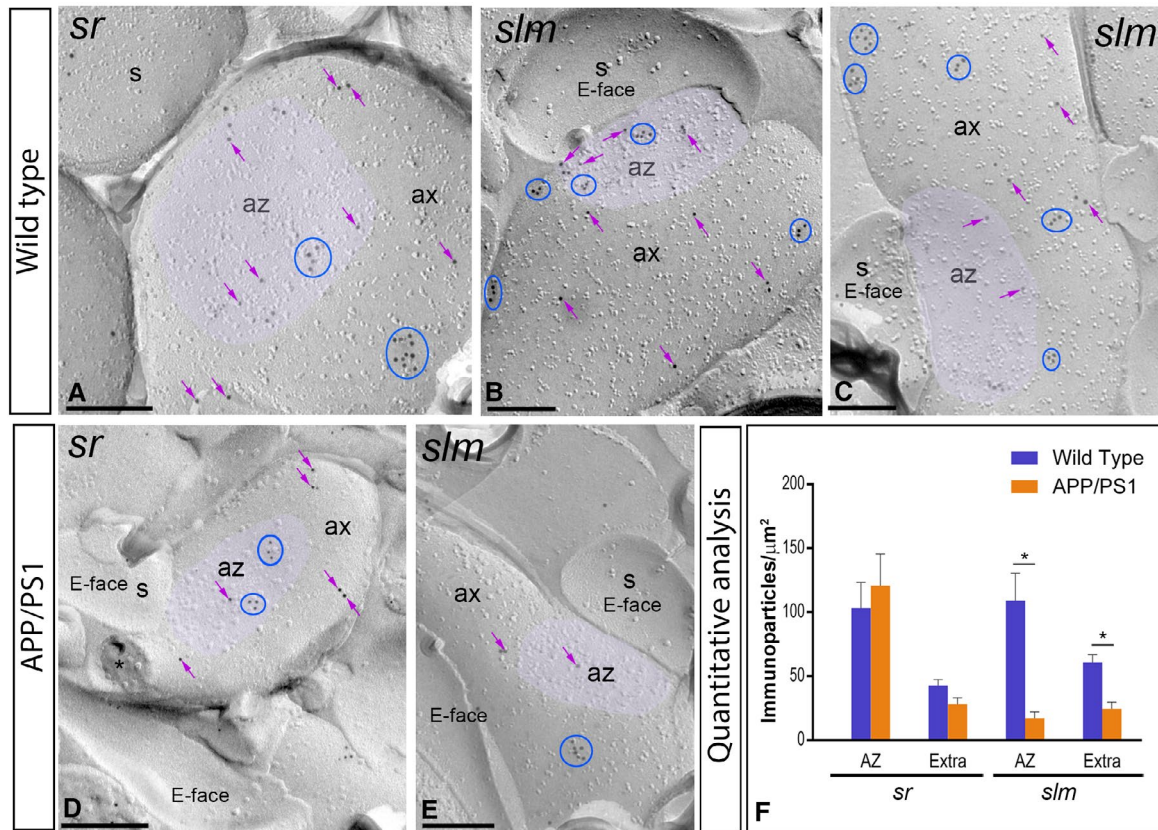 Wild type
sr
s
az
ax
A
slm
s
E-face
az
ax
B
slm
ax
s
E-face
az
C
APP/PS1
sr
ax
az
E-face
s
*
E-face
D
slm
ax
s
E-face
az
E-face
E
Quantitative analysis
Wild Type
APP/PS1
Immunoparticles/µm²
200
150
100
50
0
*
*
AZ
Extra
AZ
Extra
sr
slm
F